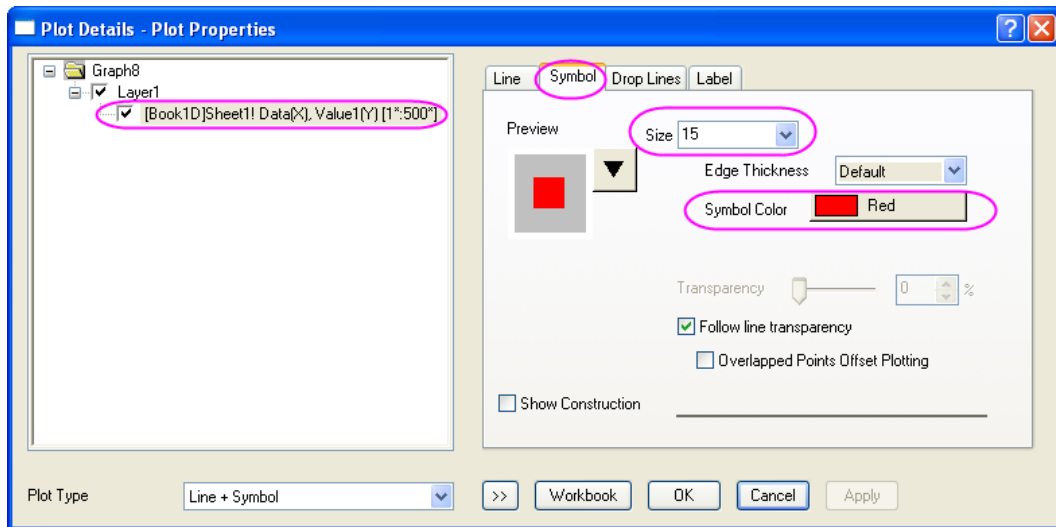 Plot Details - Plot Properties
Graph8
Layer1
[Book1D]Sheet1! Data(X), Value1(Y) [1*:500*]
Line Symbol Drop Lines Label
Preview
Size 15
Edge Thickness Default
Symbol Color Red
Transparency 0 %
Follow line transparency
Overlapped Points Offset Plotting
Show Construction
Plot Type Line + Symbol >> Workbook OK Cancel Apply